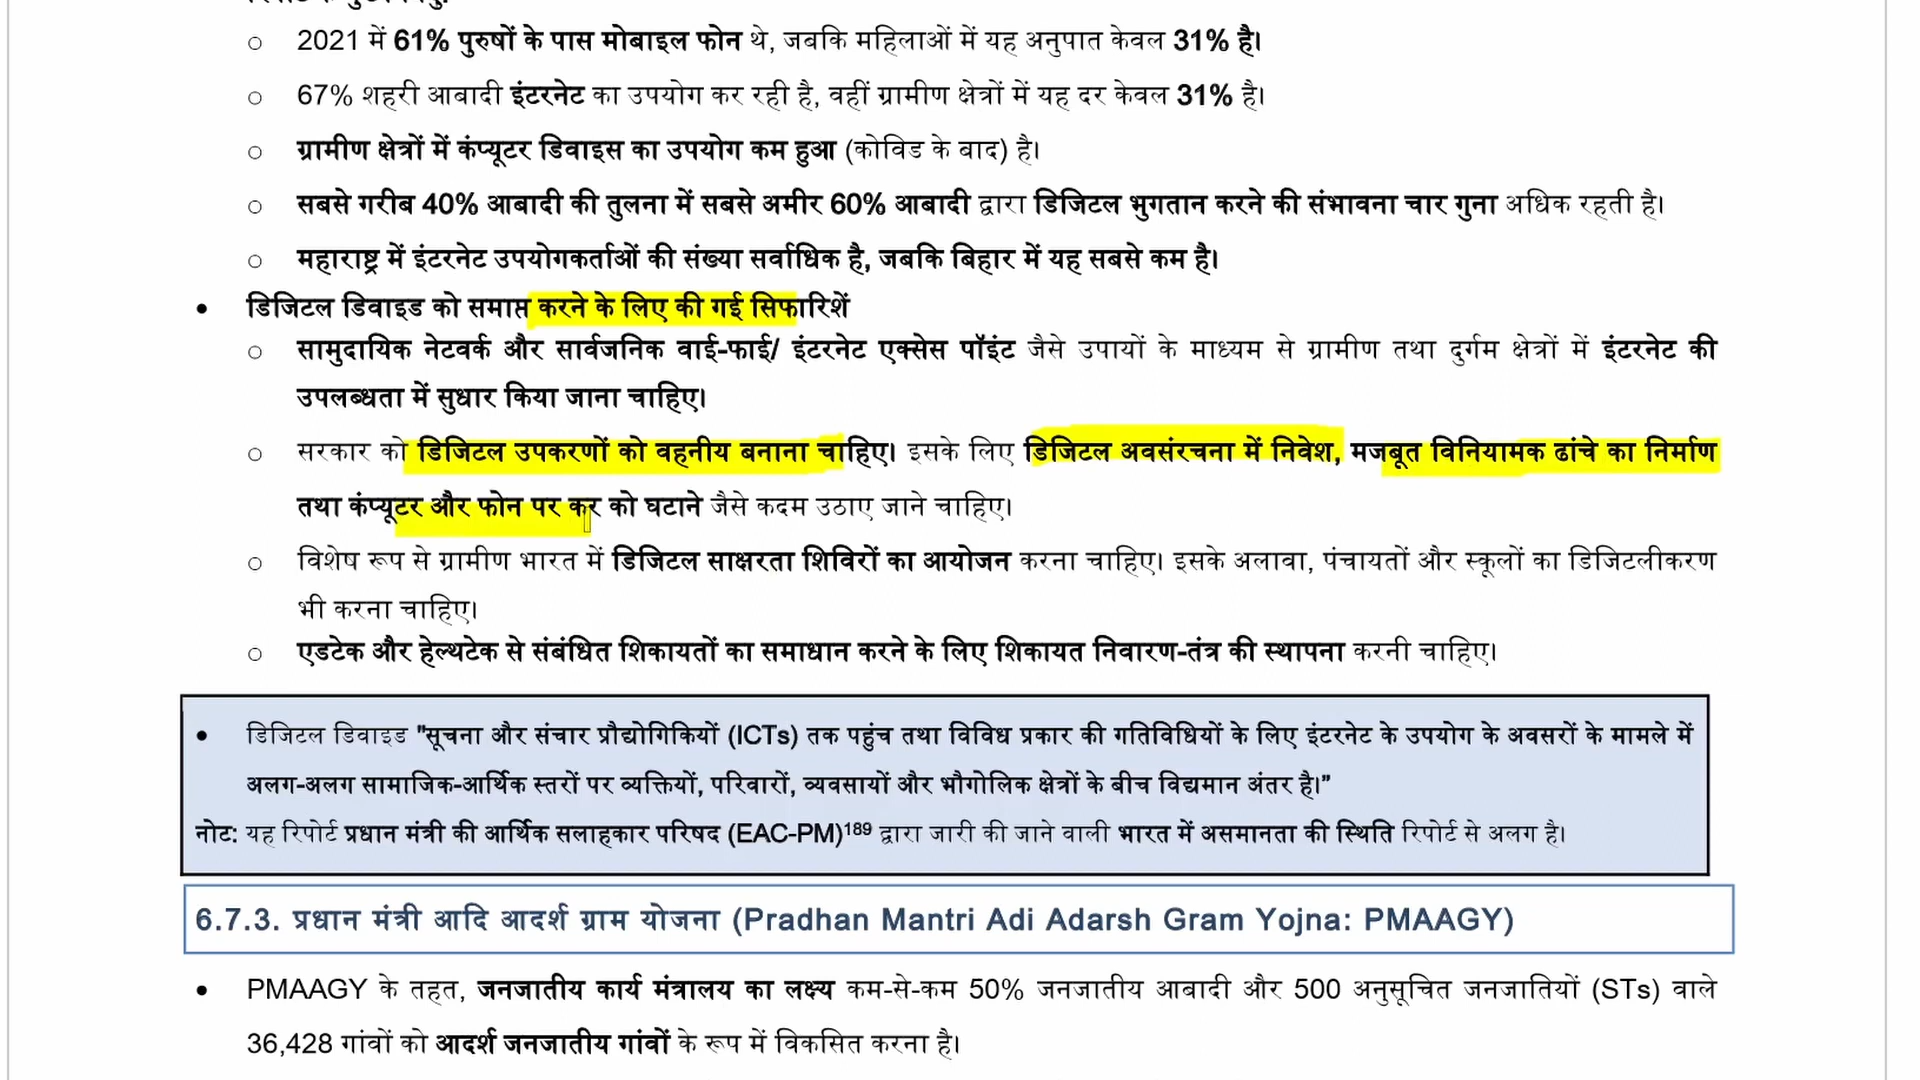 ○ 2021 में 61% पुरुषों के पास मोबाइल फोन थे, जबकि महिलाओं में यह अनुपात केवल 31% है।
○ 67% शहरी आबादी इंटरनेट का उपयोग कर रही है, वहीं ग्रामीण क्षेत्रों में यह दर केवल 31% है।
○ ग्रामीण क्षेत्रों में कंप्यूटर डिवाइस का उपयोग कम हुआ (कोविड के बाद) है।
○ सबसे गरीब 40% आबादी की तुलना में सबसे अमीर 60% आबादी द्वारा डिजिटल भुगतान करने की संभावना चार गुना अधिक रहती है।
○ महाराष्ट्र में इंटरनेट उपयोगकर्ताओं की संख्या सर्वाधिक है, जबकि बिहार में यह सबसे कम है।
• डिजिटल डिवाइड को समाप्त करने के लिए की गई सिफारिशें
○ सामुदायिक नेटवर्क और सार्वजनिक वाई-फाई/ इंटरनेट एक्सेस पॉइंट जैसे उपायों के माध्यम से ग्रामीण तथा दुर्गम क्षेत्रों में इंटरनेट की
उपलब्धता में सुधार किया जाना चाहिए।
○ सरकार को डिजिटल उपकरणों को वहनीय बनाना चाहिए। इसके लिए डिजिटल अवसंरचना में निवेश, मजबूत विनियामक ढांचे का निर्माण
तथा कंप्यूटर और फोन पर कर को घटाने जैसे कदम उठाए जाने चाहिए।
○ विशेष रूप से ग्रामीण भारत में डिजिटल साक्षरता शिविरों का आयोजन करना चाहिए। इसके अलावा, पंचायतों और स्कूलों का डिजिटलीकरण
भी करना चाहिए।
○ एडटेक और हेल्थटेक से संबंधित शिकायतों का समाधान करने के लिए शिकायत निवारण-तंत्र की स्थापना करनी चाहिए।
• डिजिटल डिवाइड "सूचना और संचार प्रौद्योगिकियों (ICTs) तक पहुंच तथा विविध प्रकार की गतिविधियों के लिए इंटरनेट के उपयोग के अवसरों के मामले में
अलग-अलग सामाजिक-आर्थिक स्तरों पर व्यक्तियों, परिवारों, व्यवसायों और भौगोलिक क्षेत्रों के बीच विद्यमान अंतर है।”
नोट: यह रिपोर्ट प्रधान मंत्री की आर्थिक सलाहकार परिषद (EAC-PM)189 द्वारा जारी की जाने वाली भारत में असमानता की स्थिति रिपोर्ट से अलग है।
6.7.3. प्रधान मंत्री आदि आदर्श ग्राम योजना (Pradhan Mantri Adi Adarsh Gram Yojna: PMAAGY)
• PMAAGY के तहत, जनजातीय कार्य मंत्रालय का लक्ष्य कम-से-कम 50% जनजातीय आबादी और 500 अनुसूचित जनजातियों (STs) वाले
36,428 गांवों को आदर्श जनजातीय गांवों के रूप में विकसित करना है।